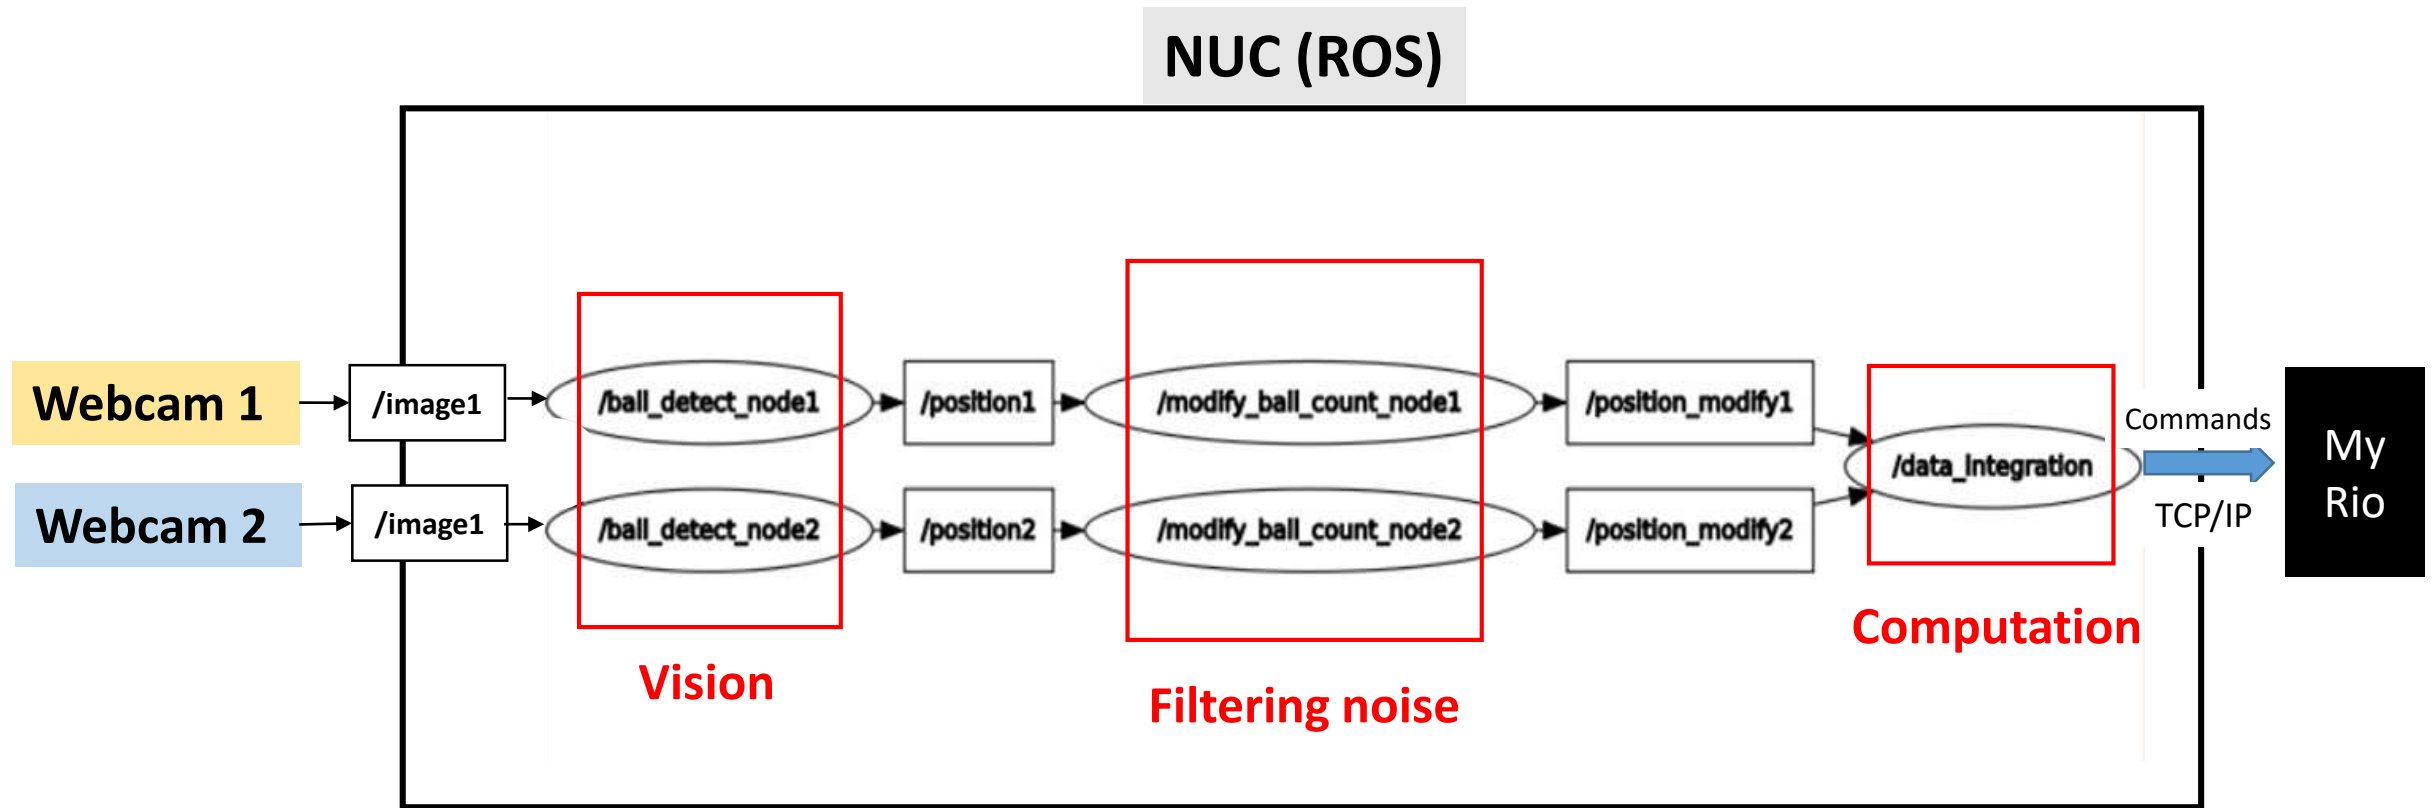 NUC (ROS)
Webcam 1
/image1
/ball_detect_node1
/position1
/modify_ball_count_node1
/position_modify1
Webcam 2
/image1
/ball_detect_node2
/position2
/modify_ball_count_node2
/position_modify2
/data_integration
Commands
TCP/IP
My
Rio
Vision
Filtering noise
Computation